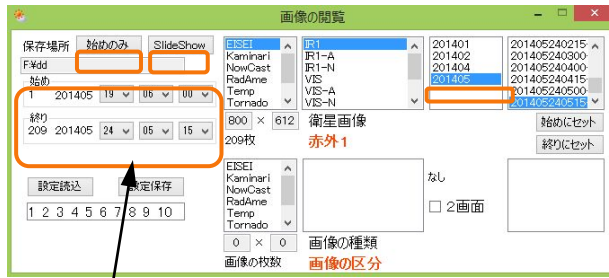 画像の閲覧
保存場所 始めのみ SlideShow
F:¥dd
始め
1 201405 19 06 00
終り
209 201405 24 05 15
設定読込 設定保存
1 2 3 4 5 6 7 8 9 10
EISEI
Kaminari
NowCast
RadAme
Temp
Tornado
800 × 612
209枚
IR1
IR1-A
IR1-N
VIS
VIS-A
VIS-N
衛星画像
赤外1
201401
201402
201404
201405
201405240215
201405240300
201405240400
201405240415
201405240500
201405240515
始めにセット
終りにセット
EISEI
Kaminari
NowCast
RadAme
Temp
Tornado
0 × 0
画像の枚数
画像の種類
画像の区分
なし
2画面